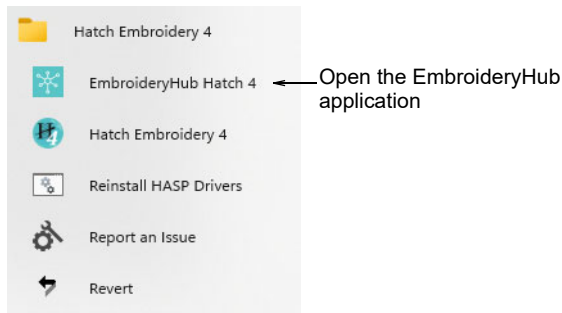 Hatch Embroidery 4
EmbroideryHub Hatch 4
Open the EmbroideryHub
application
Hatch Embroidery 4
Reinstall HASP Drivers
Report an Issue
Revert